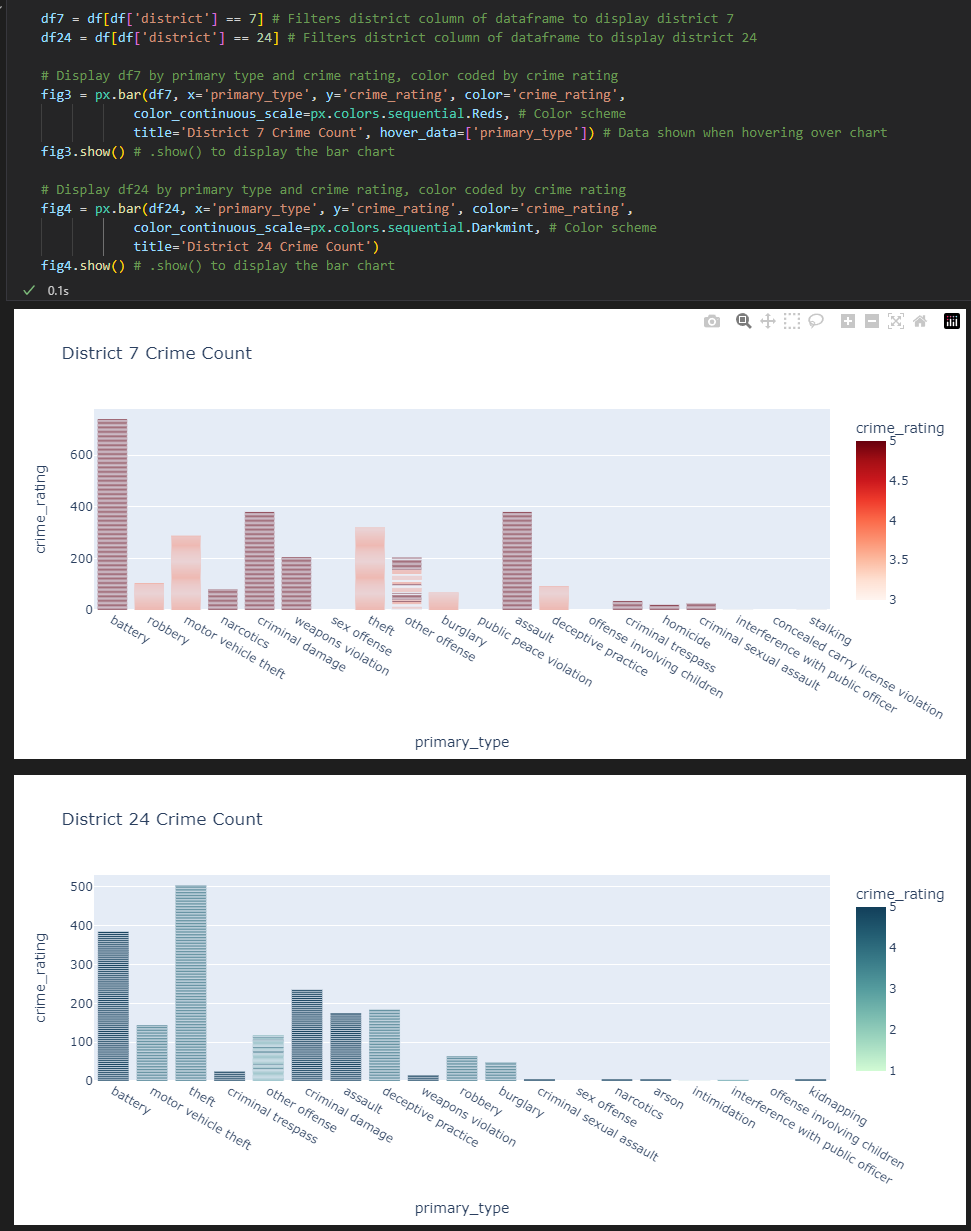 df7 = df[df['district'] == 7] # Filters district column of dataframe to display district 7
df24 = df[df['district'] == 24] # Filters district column of dataframe to display district 24
# Display df7 by primary type and crime rating, color coded by crime rating
fig3 = px.bar(df7, x='primary_type', y='crime_rating', color='crime_rating',
color_continuous_scale=px.colors.sequential.Reds, # Color scheme
title='District 7 Crime Count', hover_data=['primary_type']) # Data shown when hovering over chart
fig3.show() # .show() to display the bar chart
# Display df24 by primary type and crime rating, color coded by crime rating
fig4 = px.bar(df24, x='primary_type', y='crime_rating', color='crime_rating',
color_continuous_scale=px.colors.sequential.Darkmint, # Color scheme
title='District 24 Crime Count')
fig4.show() # .show() to display the bar chart
0.1s
District 7 Crime Count
crime_rating
600
400
200
0
battery
robbery
motor vehicle theft
narcotics
criminal damage
weapons violation
sex offense
theft
other offense
burglary
public peace violation
assault
deceptive practice
offense involving children
criminal trespass
homicide
criminal sexual assault
interference with public officer
concealed carry license violation
stalking
primary_type
crime_rating
5
4.5
4
3.5
3
District 24 Crime Count
crime_rating
500
400
300
200
100
0
battery
motor vehicle theft
theft
criminal trespass
other offense
criminal damage
assault
deceptive practice
weapons violation
robbery
burglary
criminal sexual assault
sex offense
narcotics
arson
intimidation
interference with public officer
offense involving children
kidnapping
primary_type
crime_rating
5
4
3
2
1